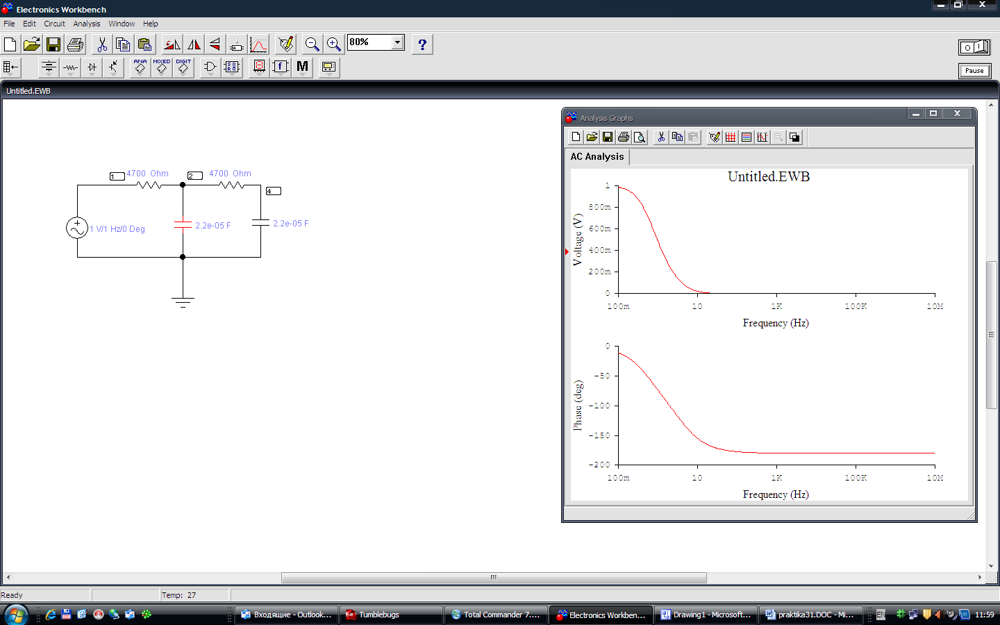 Electronics Workbench
File Edit Circuit Analysis Window Help
80%
?
ANA MIXED DIGIT
f M
Pause
Untitled.EWB
1 4700 Ohm 2 4700 Ohm
4
1 V/1 Hz/0 Deg 2.2e-05 F 2.2e-05 F
Analysis Graphs
AC Analysis
Untitled.EWB
Voltage (V)
1
800m
600m
400m
200m
0
100m 10 1K 100K 10M
Frequency (Hz)
Phase (deg)
0
-50
-100
-150
-200
100m 10 1K 100K 10M
Frequency (Hz)
Ready Temp: 27
Входящие - Outlook... Tumblebugs Total Commander 7.... Electronics Workben... Drawing1 - Microsoft... praktika31.DOC - Mi... EN 11:59